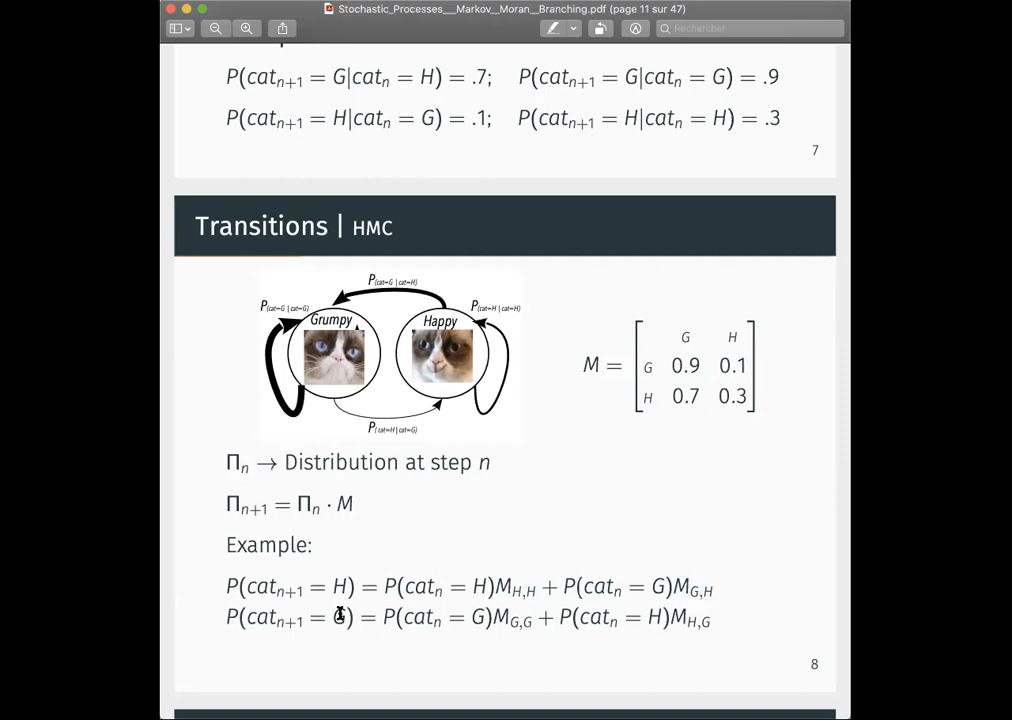 Stochastic_Processes__Markov_Moran_Branching.pdf (page 11 sur 47)
Rechercher
P(cat_{n+1} = G|cat_n = H) = .7; P(cat_{n+1} = G|cat_n = G) = .9
P(cat_{n+1} = H|cat_n = G) = .1; P(cat_{n+1} = H|cat_n = H) = .3
7
Transitions | HMC
P(cat=G | cat=H)
P(cat=G | cat=G)
P(cat=H | cat=H)
Grumpy
Happy
P(cat=H | cat=G)
G H
M = G 0.9 0.1
H 0.7 0.3
Π_n → Distribution at step n
Π_{n+1} = Π_n · M
Example:
P(cat_{n+1} = H) = P(cat_n = H)M_{H,H} + P(cat_n = G)M_{G,H}
P(cat_{n+1} = G) = P(cat_n = G)M_{G,G} + P(cat_n = H)M_{H,G}
8